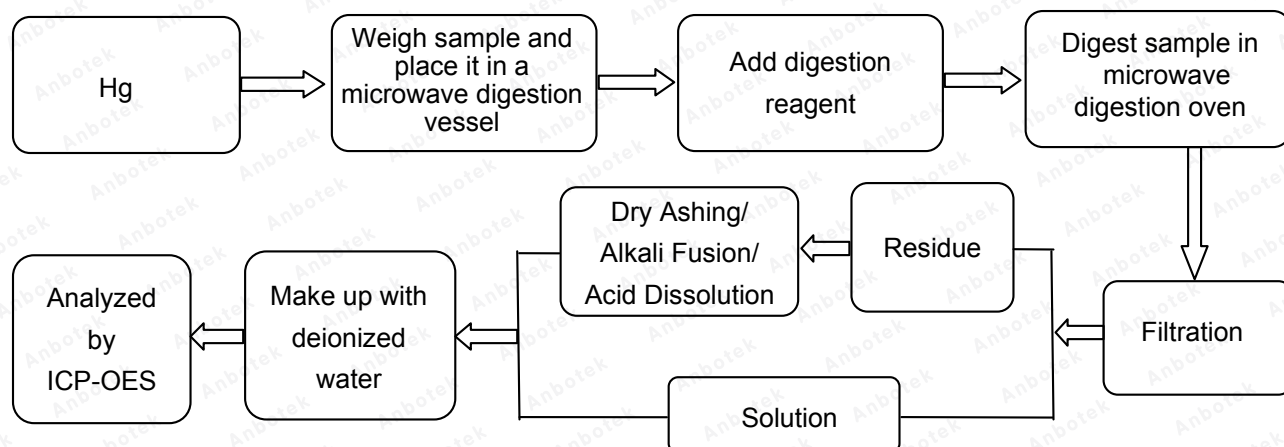 Hg
Weigh sample and
place it in a
microwave digestion
vessel
Add digestion
reagent
Digest sample in
microwave
digestion oven
Filtration
Residue
Dry Ashing/
Alkali Fusion/
Acid Dissolution
Solution
Make up with
deionized
water
Analyzed
by
ICP-OES
Anbotek